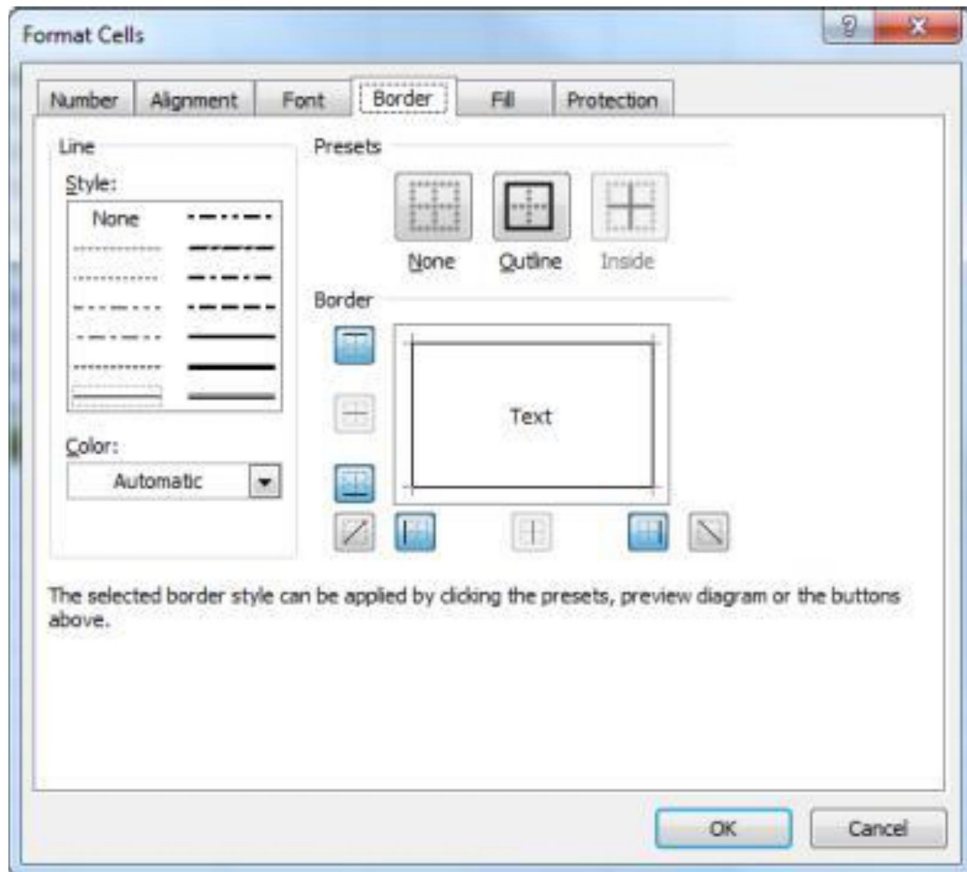 Format Cells
Number Alignment Font Border Fill Protection
Line
Style:
None
Color:
Automatic
Presets
None Outline Inside
Border
Text
The selected border style can be applied by clicking the presets, preview diagram or the buttons
above.
OK Cancel